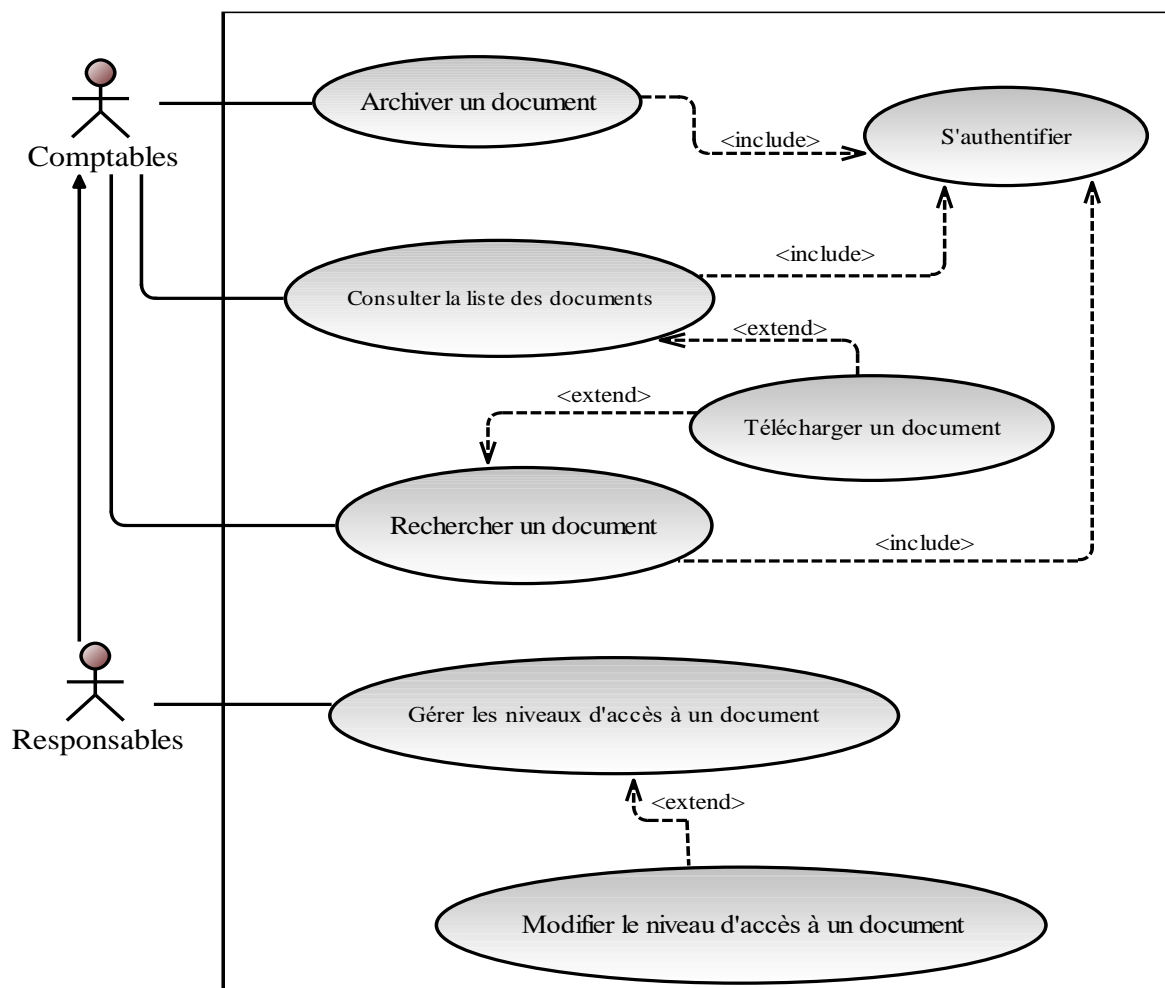 Archiver un document
S'authentifier
<include>
Comptables
<include>
Consulter la liste des documents
<extend>
<extend>
Télécharger un document
Rechercher un document
<include>
Gérer les niveaux d'accès à un document
Responsables
<extend>
Modifier le niveau d'accès à un document